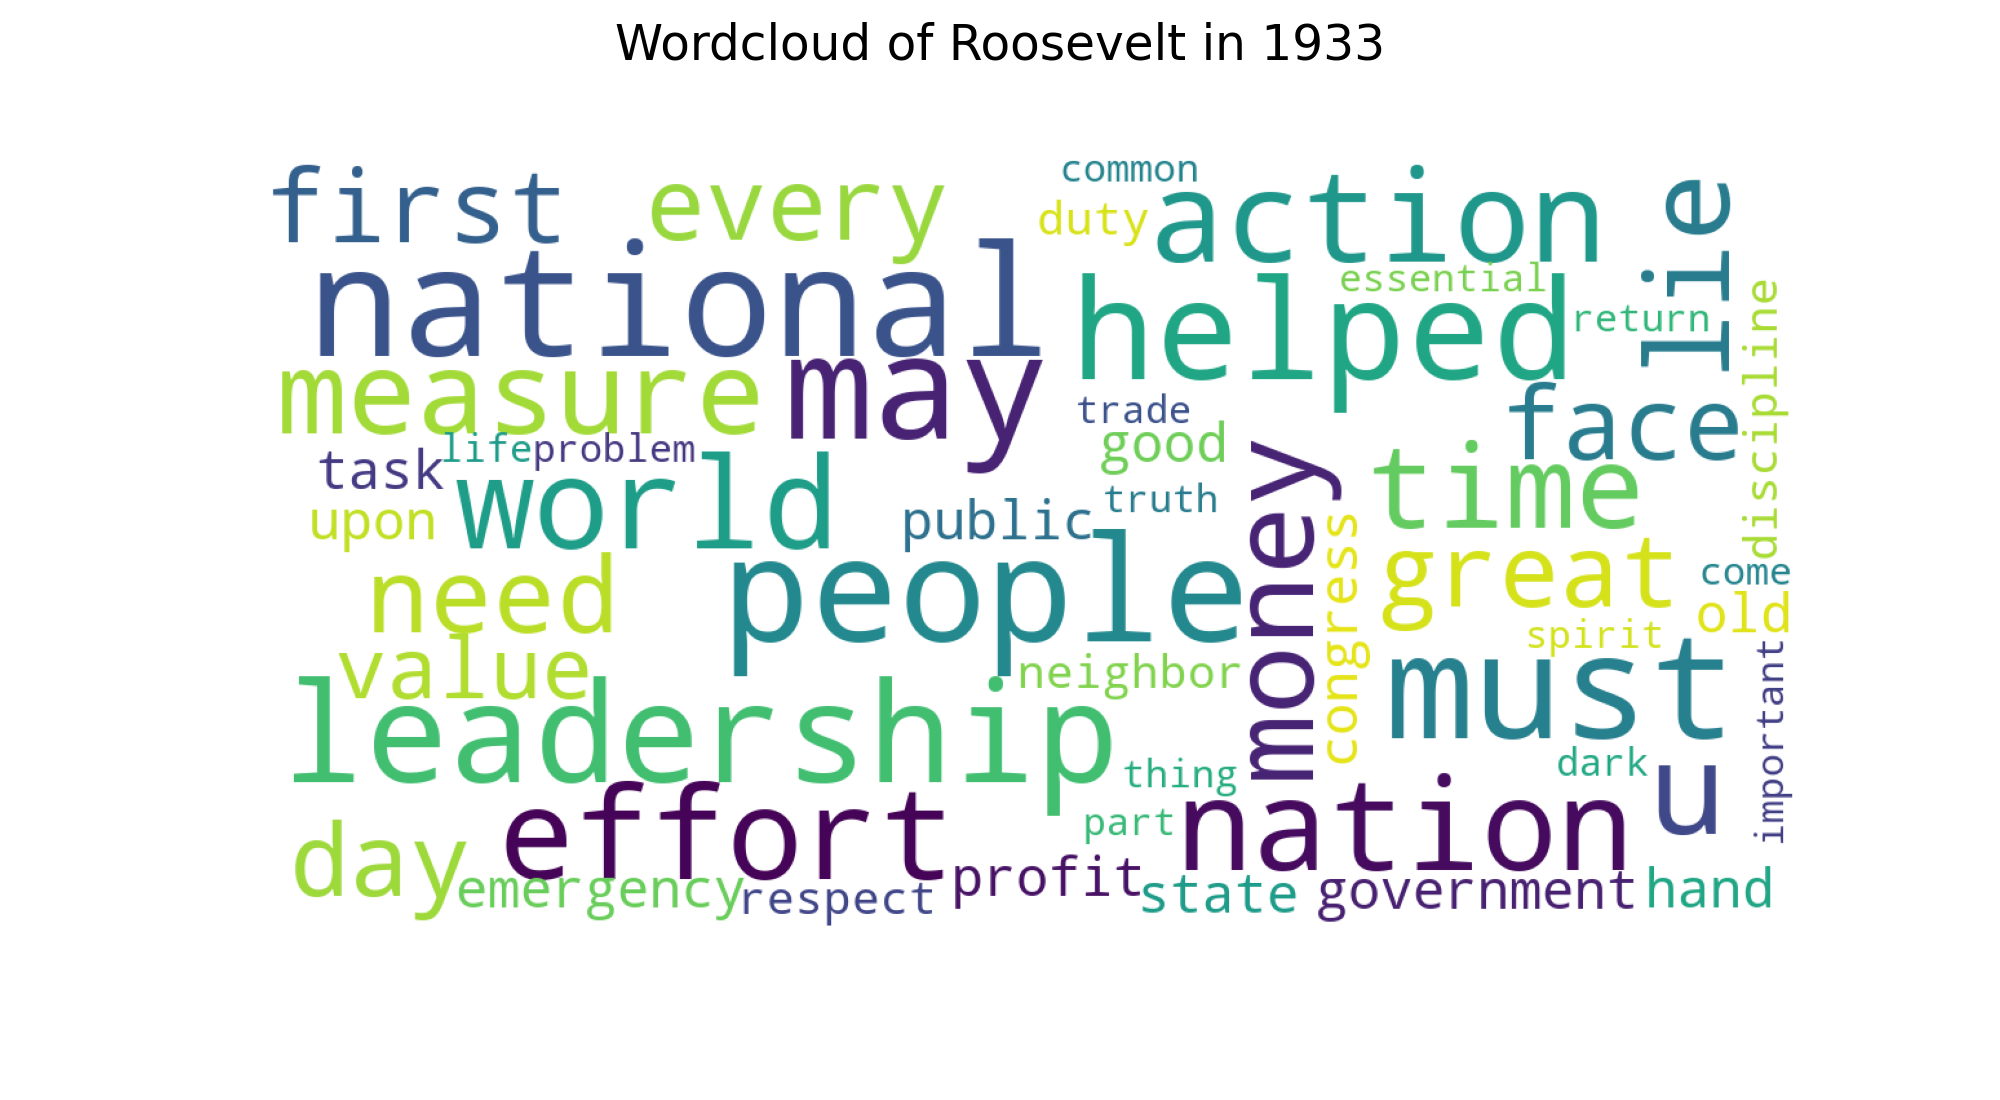 Wordcloud of Roosevelt in 1933
first every common action lie
duty
national helped essential
return
measure may trade face discipline
task life problem good money time
upon world public truth congress
need people great come
old
value neighbor must spirit important
leadership thing dark u
day effort part nation
emergency respect profit state government hand